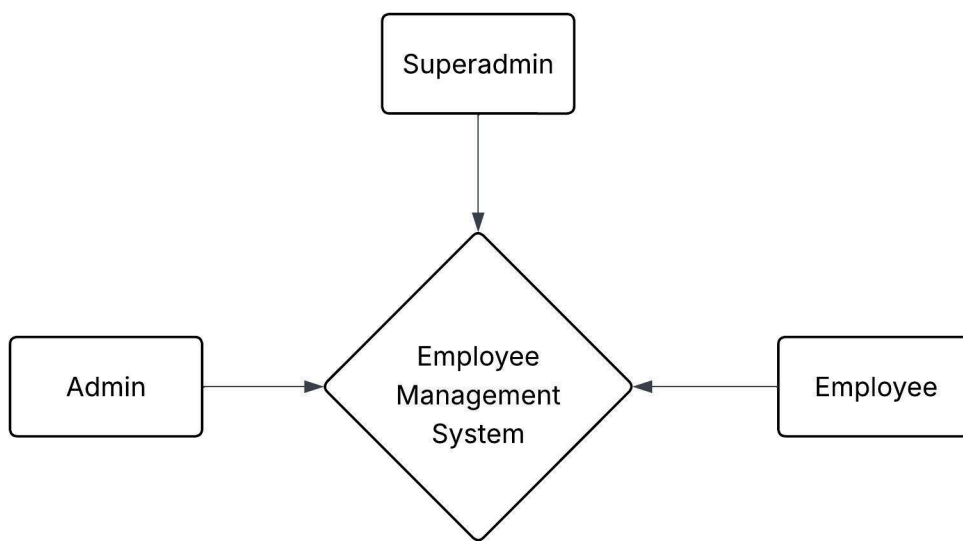 Superadmin
Admin
Employee
Management
System
Employee